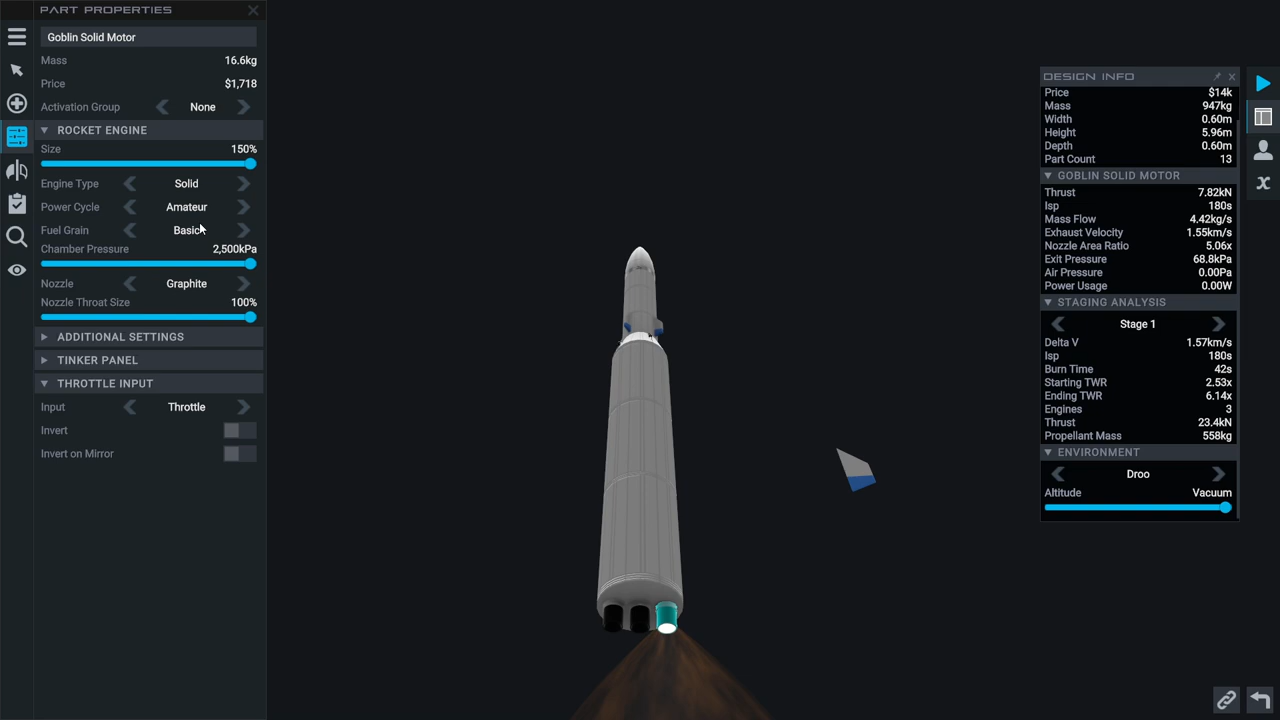 PART PROPERTIES
Goblin Solid Motor
Mass 16.6kg
Price $1,718
Activation Group None
ROCKET ENGINE
Size 150%
Engine Type Solid
Power Cycle Amateur
Fuel Grain Basic
Chamber Pressure 2,500kPa
Nozzle Graphite
Nozzle Throat Size 100%
ADDITIONAL SETTINGS
TINKER PANEL
THROTTLE INPUT
Input Throttle
Invert
Invert on Mirror
DESIGN INFO
Price $14k
Mass 947kg
Width 0.60m
Height 5.96m
Depth 0.60m
Part Count 13
GOBLIN SOLID MOTOR
Thrust 7.82kN
Isp 180s
Mass Flow 4.42kg/s
Exhaust Velocity 1.55km/s
Nozzle Area Ratio 5.06x
Exit Pressure 68.8kPa
Air Pressure 0.00Pa
Power Usage 0.00W
STAGING ANALYSIS
Stage 1
Delta V 1.57km/s
Isp 180s
Burn Time 42s
Starting TWR 2.53x
Ending TWR 6.14x
Engines 3
Thrust 23.4kN
Propellant Mass 558kg
ENVIRONMENT
Droo
Altitude Vacuum